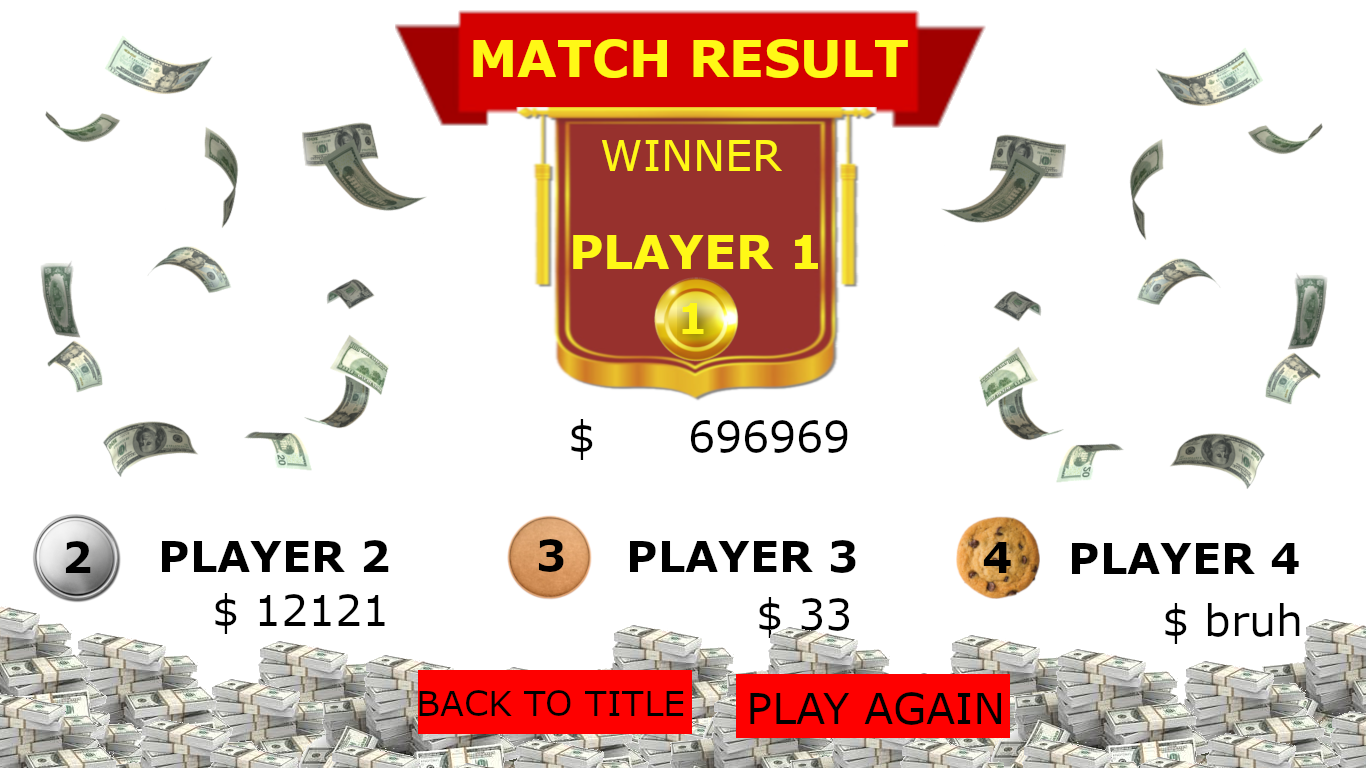 MATCH RESULT
WINNER
PLAYER 1
1
$ 696969
2 PLAYER 2
$ 12121
3 PLAYER 3
$ 33
4 PLAYER 4
$ bruh
BACK TO TITLE
PLAY AGAIN